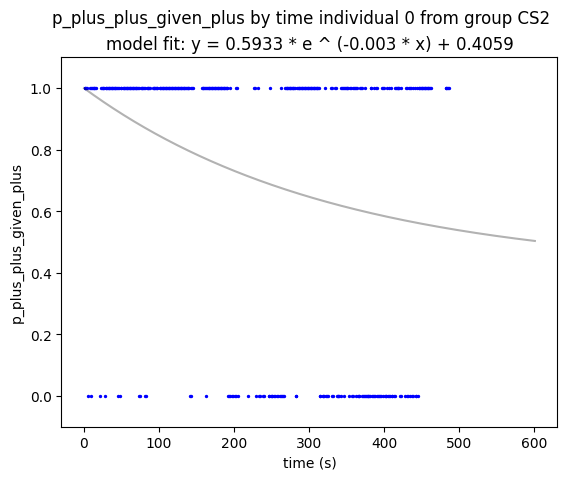 p_plus_plus_given_plus by time individual 0 from group CS2
model fit: y = 0.5933 * e ^ (-0.003 * x) + 0.4059
1.0
0.8
0.6
0.4
0.2
0.0
p_plus_plus_given_plus
0 100 200 300 400 500 600
time (s)